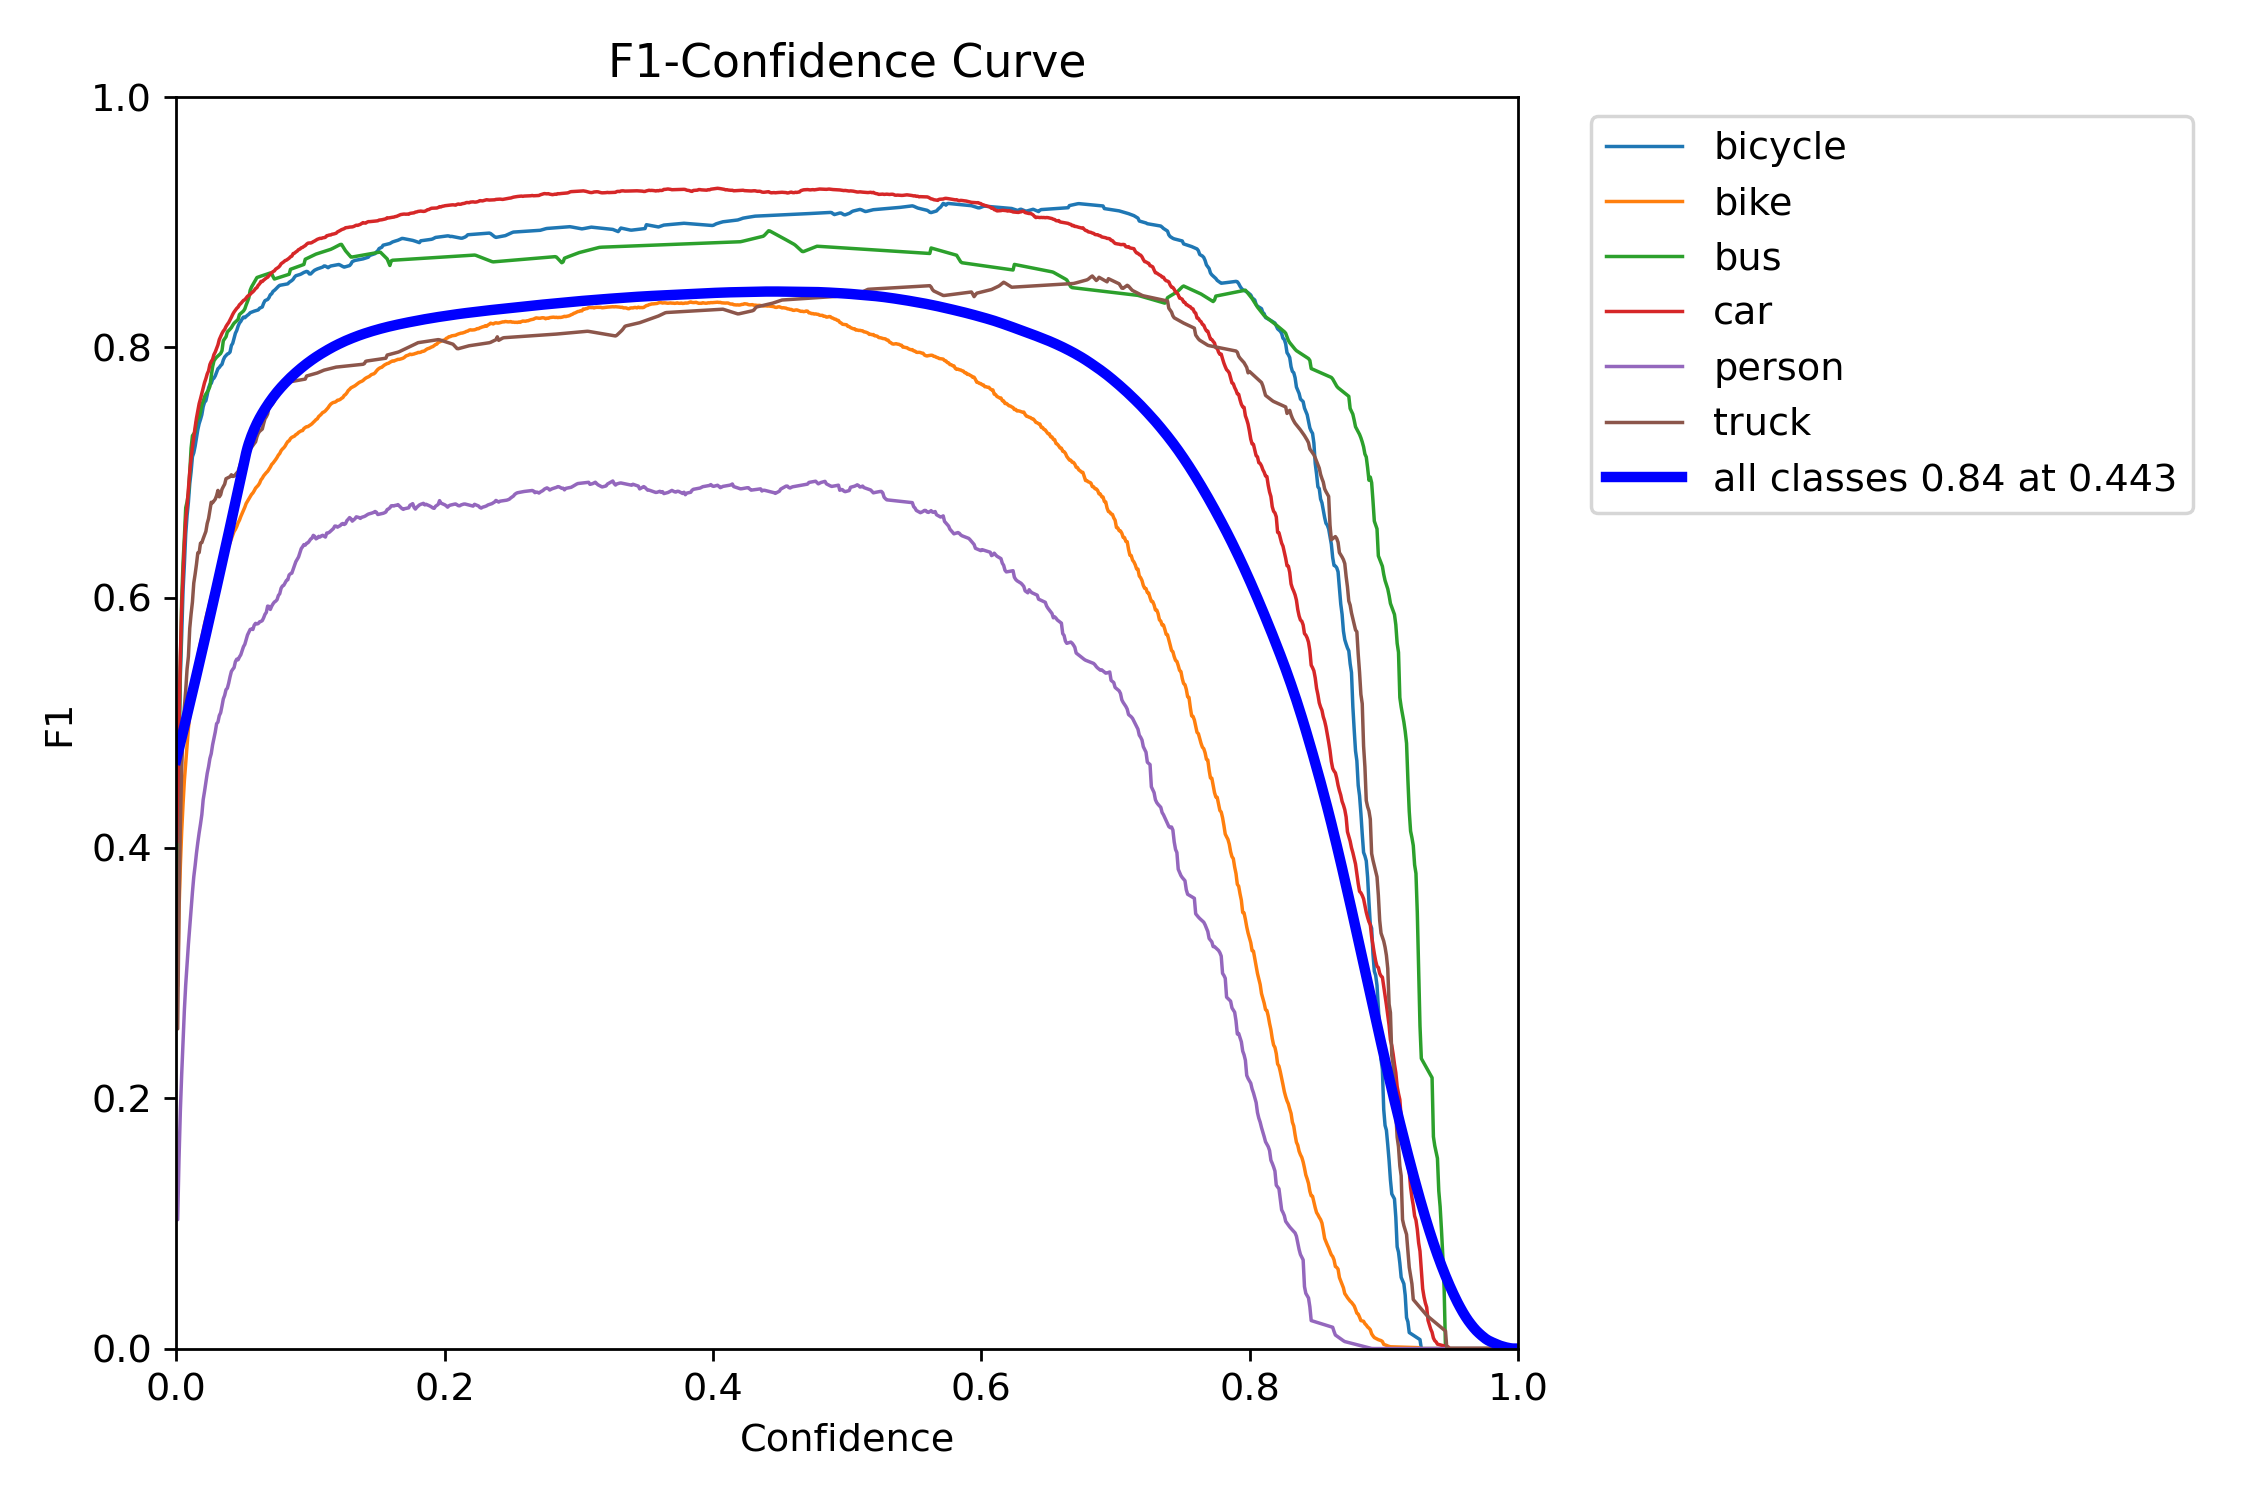 F1-Confidence Curve
1.0
0.8
0.6
0.4
0.2
0.0
F1
0.0 0.2 0.4 0.6 0.8 1.0
Confidence
bicycle
bike
bus
car
person
truck
all classes 0.84 at 0.443